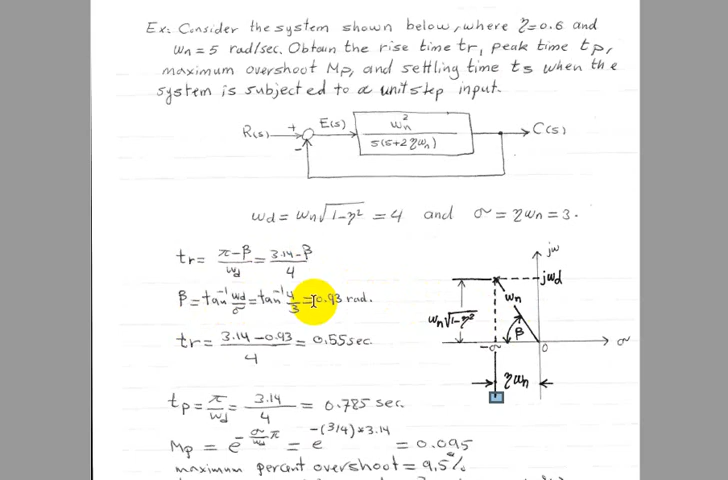 Ex: Consider the system shown below, where ζ=0.6 and
ωn = 5 rad/sec. Obtain the rise time tr, peak time tp,
maximum overshoot Mp, and settling time ts when the
system is subjected to a unit step input.
R(s) + - E(s) ωn² / s(s+2ζωn) C(s)
ωd = ωn√1-ζ² = 4 and σ = ζωn = 3.
tr = π-β/ωd = 3.14-β/4
β = tan⁻¹ ωd/σ = tan⁻¹ 4/3 = 0.93 rad.
tr = 3.14-0.93/4 = 0.55 sec.
jω
jωd
ωn
ωn√1-ζ²
β
-σ 0 σ
ζωn
tp = π/ωd = 3.14/4 = 0.785 sec.
Mp = e^-(σ/ωd)π = e^-(3/4)*3.14 = 0.095
maximum percent overshoot = 9.5%